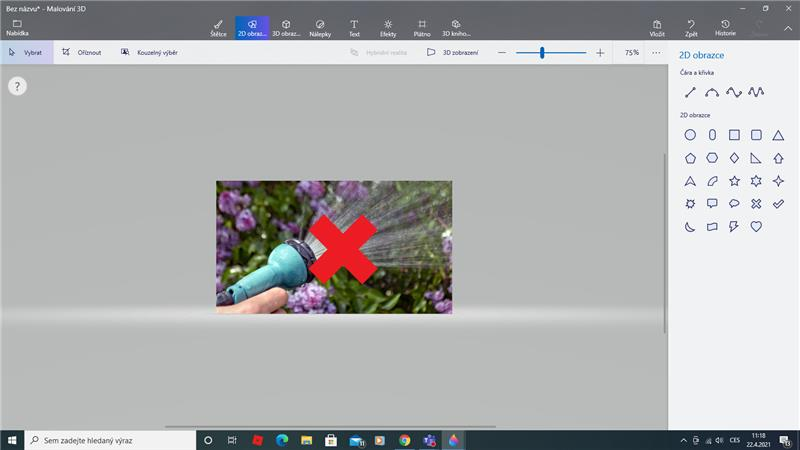 Bez názvu* - Malování 3D
Nabídka
Štětce
2D obraz...
3D obraz...
Nálepky
Text
Efekty
Plátno
3D kniho...
Vložit
Zpět
Historie
Vybrat
Oříznout
Kouzelný výběr
Hybridní realita
3D zobrazení
75%
2D obrazce
Čára a křivka
2D obrazce
?
Sem zadejte hledaný výraz
CES
11:18
22.4.2021